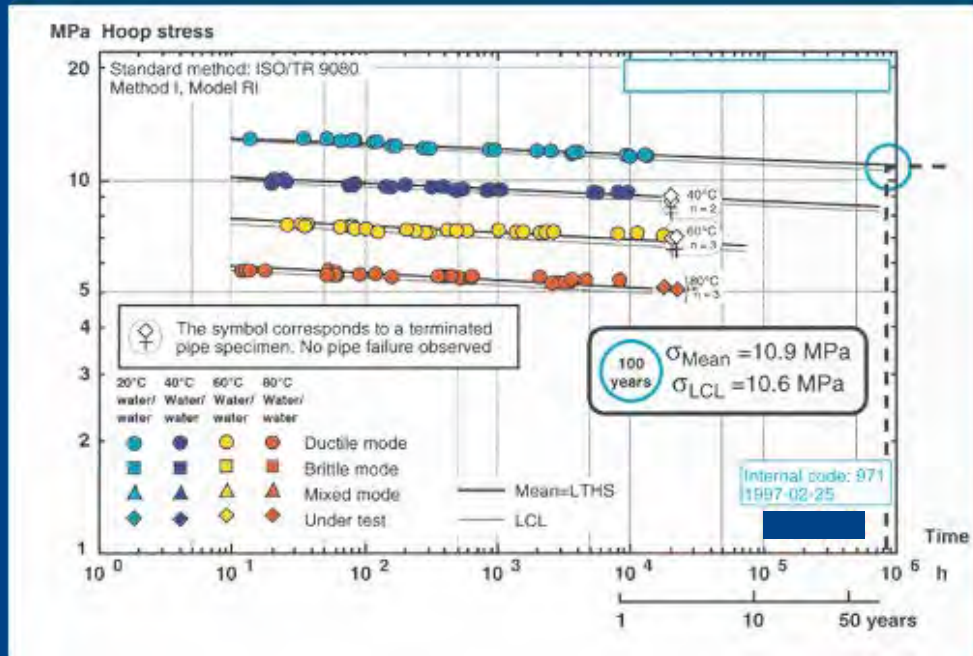 MPa Hoop stress
20
Standard method: ISO/TR 9080
Method I, Model RI
10
40°C
n = 2
60°C
n = 3
5
80°C
n = 3
4
The symbol corresponds to a terminated
pipe specimen. No pipe failure observed
3
100
years
σMean =10.9 MPa
σLCL =10.6 MPa
20°C 40°C 60°C 80°C
water/ Water/ Water/ Water/
water water water water
2
Ductile mode
Brittle mode
Mixed mode
Under test
Mean=LTHS
LCL
Internal code: 971
1997-02-25
1
Time
10^0 10^1 10^2 10^3 10^4 10^5 10^6 h
1 10 50 years